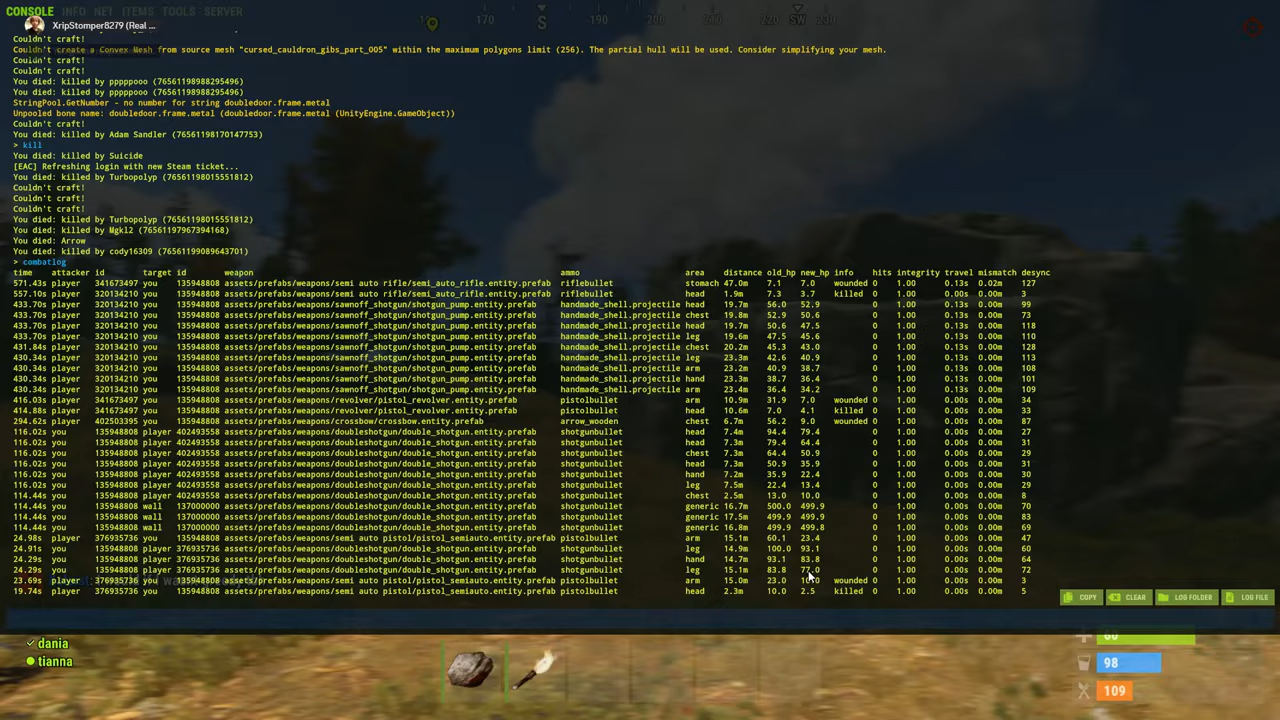 CONSOLE INFO NET ITEMS TOOLS SERVER
170 S 190 200 210 220 SW 230
XripStomper8279 (Real ...
Couldn't craft!
Couldn't create a Convex Mesh from source mesh "cursed_cauldron_gibs_part_005" within the maximum polygons limit (256). The partial hull will be used. Consider simplifying your mesh.
Couldn't craft!
Couldn't craft!
You died: killed by pppppooo (76561198988295496)
You died: killed by pppppooo (76561198988295496)
StringPool.GetNumber - no number for string doubledoor.frame.metal
Unpooled bone name: doubledoor.frame.metal (doubledoor.frame.metal (UnityEngine.GameObject))
Couldn't craft!
You died: killed by Adam Sandler (76561198170147753)
> kill
You died: killed by Suicide
[EAC] Refreshing login with new Steam ticket...
You died: killed by Turbopolyp (76561198015551812)
Couldn't craft!
Couldn't craft!
Couldn't craft!
You died: killed by Turbopolyp (76561198015551812)
You died: killed by Mgkl2 (76561197967394168)
You died: Arrow
You died: killed by cody16309 (76561199089643701)
> combatlog
time attacker id target id weapon ammo area distance old_hp new_hp info hits integrity travel mismatch desync
571.43s player 341673497 you 135948808 assets/prefabs/weapons/semi auto rifle/semi_auto_rifle.entity.prefab riflebullet stomach 47.0m 7.1 7.0 wounded 0 1.00 0.13s 0.02m 127
557.10s player 341673497 you 135948808 assets/prefabs/weapons/semi auto rifle/semi_auto_rifle.entity.prefab riflebullet head 1.9m 7.3 3.7 killed 0 1.00 0.00s 0.00m 3
433.70s player 320134210 you 135948808 assets/prefabs/weapons/sawnoff_shotgun/shotgun_pump.entity.prefab handmade_shell.projectile head 19.7m 56.0 52.9 0 1.00 0.13s 0.00m 99
433.70s player 320134210 you 135948808 assets/prefabs/weapons/sawnoff_shotgun/shotgun_pump.entity.prefab handmade_shell.projectile chest 19.8m 52.9 50.6 0 1.00 0.13s 0.00m 73
433.70s player 320134210 you 135948808 assets/prefabs/weapons/sawnoff_shotgun/shotgun_pump.entity.prefab handmade_shell.projectile head 19.7m 50.6 47.5 0 1.00 0.13s 0.00m 118
433.70s player 320134210 you 135948808 assets/prefabs/weapons/sawnoff_shotgun/shotgun_pump.entity.prefab handmade_shell.projectile leg 19.6m 47.5 45.6 0 1.00 0.13s 0.00m 110
431.84s player 320134210 you 135948808 assets/prefabs/weapons/sawnoff_shotgun/shotgun_pump.entity.prefab handmade_shell.projectile chest 20.2m 45.3 43.0 0 1.00 0.13s 0.00m 128
430.34s player 320134210 you 135948808 assets/prefabs/weapons/sawnoff_shotgun/shotgun_pump.entity.prefab handmade_shell.projectile leg 23.3m 42.6 40.9 0 1.00 0.13s 0.00m 113
430.34s player 320134210 you 135948808 assets/prefabs/weapons/sawnoff_shotgun/shotgun_pump.entity.prefab handmade_shell.projectile arm 23.2m 40.9 38.7 0 1.00 0.13s 0.00m 108
430.34s player 320134210 you 135948808 assets/prefabs/weapons/sawnoff_shotgun/shotgun_pump.entity.prefab handmade_shell.projectile hand 23.3m 38.7 36.4 0 1.00 0.13s 0.00m 101
430.34s player 320134210 you 135948808 assets/prefabs/weapons/sawnoff_shotgun/shotgun_pump.entity.prefab handmade_shell.projectile arm 23.4m 36.4 34.2 0 1.00 0.13s 0.00m 109
416.03s player 341673497 you 135948808 assets/prefabs/weapons/revolver/pistol_revolver.entity.prefab pistolbullet arm 10.9m 31.9 7.0 wounded 0 1.00 0.00s 0.00m 34
414.88s player 341673497 you 135948808 assets/prefabs/weapons/revolver/pistol_revolver.entity.prefab pistolbullet head 10.6m 7.0 4.1 killed 0 1.00 0.00s 0.00m 33
294.62s player 402503395 you 135948808 assets/prefabs/weapons/crossbow/crossbow.entity.prefab arrow_wooden chest 6.7m 56.2 9.0 wounded 0 1.00 0.00s 0.00m 87
116.02s you 135948808 player 402493558 assets/prefabs/weapons/doubleshotgun/double_shotgun.entity.prefab shotgunbullet head 7.4m 94.4 79.4 0 1.00 0.00s 0.00m 27
116.02s you 135948808 player 402493558 assets/prefabs/weapons/doubleshotgun/double_shotgun.entity.prefab shotgunbullet head 7.3m 79.4 64.4 0 1.00 0.00s 0.00m 31
116.02s you 135948808 player 402493558 assets/prefabs/weapons/doubleshotgun/double_shotgun.entity.prefab shotgunbullet chest 7.3m 64.4 50.9 0 1.00 0.00s 0.00m 29
116.02s you 135948808 player 402493558 assets/prefabs/weapons/doubleshotgun/double_shotgun.entity.prefab shotgunbullet head 7.3m 50.9 35.9 0 1.00 0.00s 0.00m 31
116.02s you 135948808 player 402493558 assets/prefabs/weapons/doubleshotgun/double_shotgun.entity.prefab shotgunbullet hand 7.2m 35.9 22.4 0 1.00 0.00s 0.00m 30
116.02s you 135948808 player 402493558 assets/prefabs/weapons/doubleshotgun/double_shotgun.entity.prefab shotgunbullet leg 7.5m 22.4 13.4 0 1.00 0.00s 0.00m 29
114.44s you 135948808 player 402493558 assets/prefabs/weapons/doubleshotgun/double_shotgun.entity.prefab shotgunbullet chest 2.5m 13.0 10.0 0 1.00 0.00s 0.00m 8
114.44s you 135948808 wall 137000000 assets/prefabs/weapons/doubleshotgun/double_shotgun.entity.prefab shotgunbullet generic 16.7m 500.0 499.9 0 1.00 0.00s 0.00m 70
114.44s you 135948808 wall 137000000 assets/prefabs/weapons/doubleshotgun/double_shotgun.entity.prefab shotgunbullet generic 17.5m 499.9 499.9 0 1.00 0.00s 0.00m 83
114.44s you 135948808 wall 137000000 assets/prefabs/weapons/doubleshotgun/double_shotgun.entity.prefab shotgunbullet generic 16.9m 499.9 499.8 0 1.00 0.00s 0.00m 69
24.98s player 376935736 you 135948808 assets/prefabs/weapons/semi auto pistol/pistol_semiauto.entity.prefab pistolbullet arm 15.1m 60.1 23.4 0 1.00 0.00s 0.00m 47
24.91s you 135948808 player 376935736 assets/prefabs/weapons/doubleshotgun/double_shotgun.entity.prefab shotgunbullet leg 14.9m 100.0 93.1 0 1.00 0.00s 0.00m 60
24.29s you 135948808 player 376935736 assets/prefabs/weapons/doubleshotgun/double_shotgun.entity.prefab shotgunbullet hand 14.7m 93.1 83.8 0 1.00 0.00s 0.00m 64
24.29s you 135948808 player 376935736 assets/prefabs/weapons/doubleshotgun/double_shotgun.entity.prefab shotgunbullet leg 15.1m 83.8 77.0 0 1.00 0.00s 0.00m 72
23.69s player 376935736 you 135948808 assets/prefabs/weapons/semi auto pistol/pistol_semiauto.entity.prefab pistolbullet arm 15.0m 23.0 wounded 0 1.00 0.00s 0.00m 3
19.74s player 376935736 you 135948808 assets/prefabs/weapons/semi auto pistol/pistol_semiauto.entity.prefab pistolbullet head 2.3m 10.0 2.5 killed 0 1.00 0.00s 0.00m 5
COPY CLEAR LOG FOLDER LOG FILE
dania
tianna
60
98
109